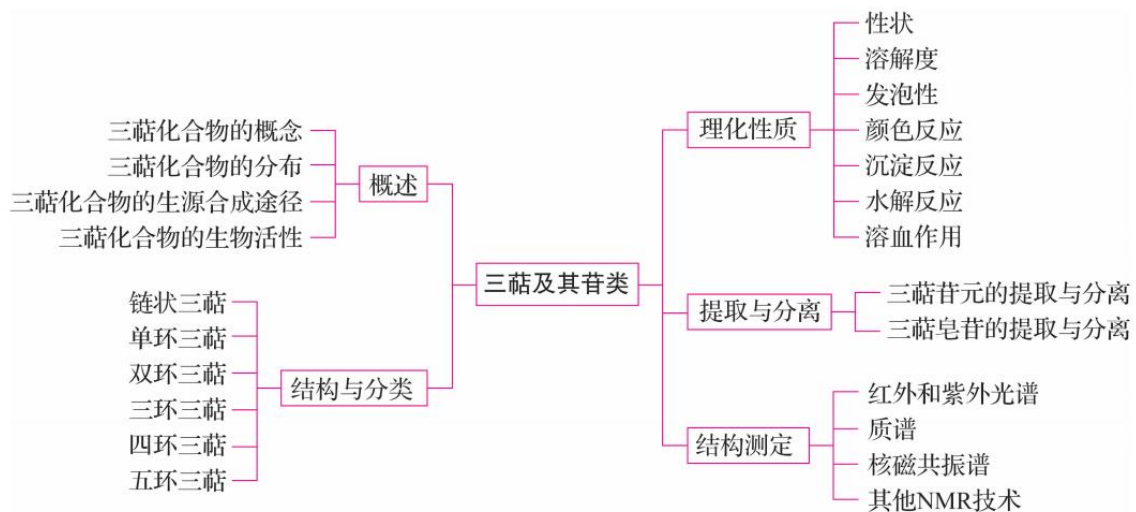 三萜及其苷类
概述
三萜化合物的概念
三萜化合物的分布
三萜化合物的生源合成途径
三萜化合物的生物活性
结构与分类
链状三萜
单环三萜
双环三萜
三环三萜
四环三萜
五环三萜
理化性质
性状
溶解度
发泡性
颜色反应
沉淀反应
水解反应
溶血作用
提取与分离
三萜苷元的提取与分离
三萜皂苷的提取与分离
结构测定
红外和紫外光谱
质谱
核磁共振谱
其他NMR技术